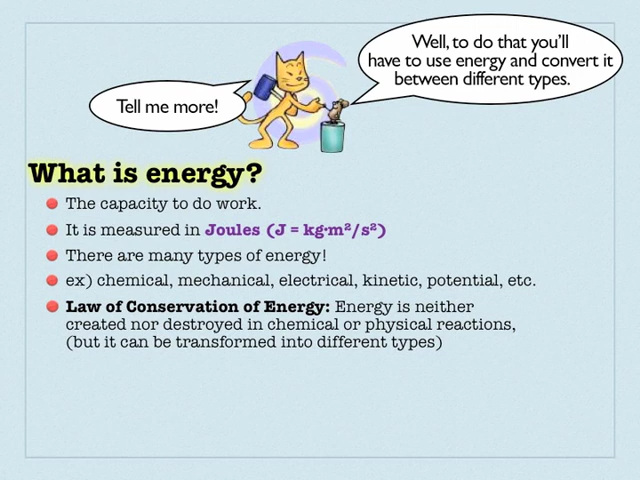 Well, to do that you'll
have to use energy and convert it
between different types.
Tell me more!
What is energy?
The capacity to do work.
It is measured in Joules (J = kg·m²/s²)
There are many types of energy!
ex) chemical, mechanical, electrical, kinetic, potential, etc.
Law of Conservation of Energy: Energy is neither
created nor destroyed in chemical or physical reactions,
(but it can be transformed into different types)